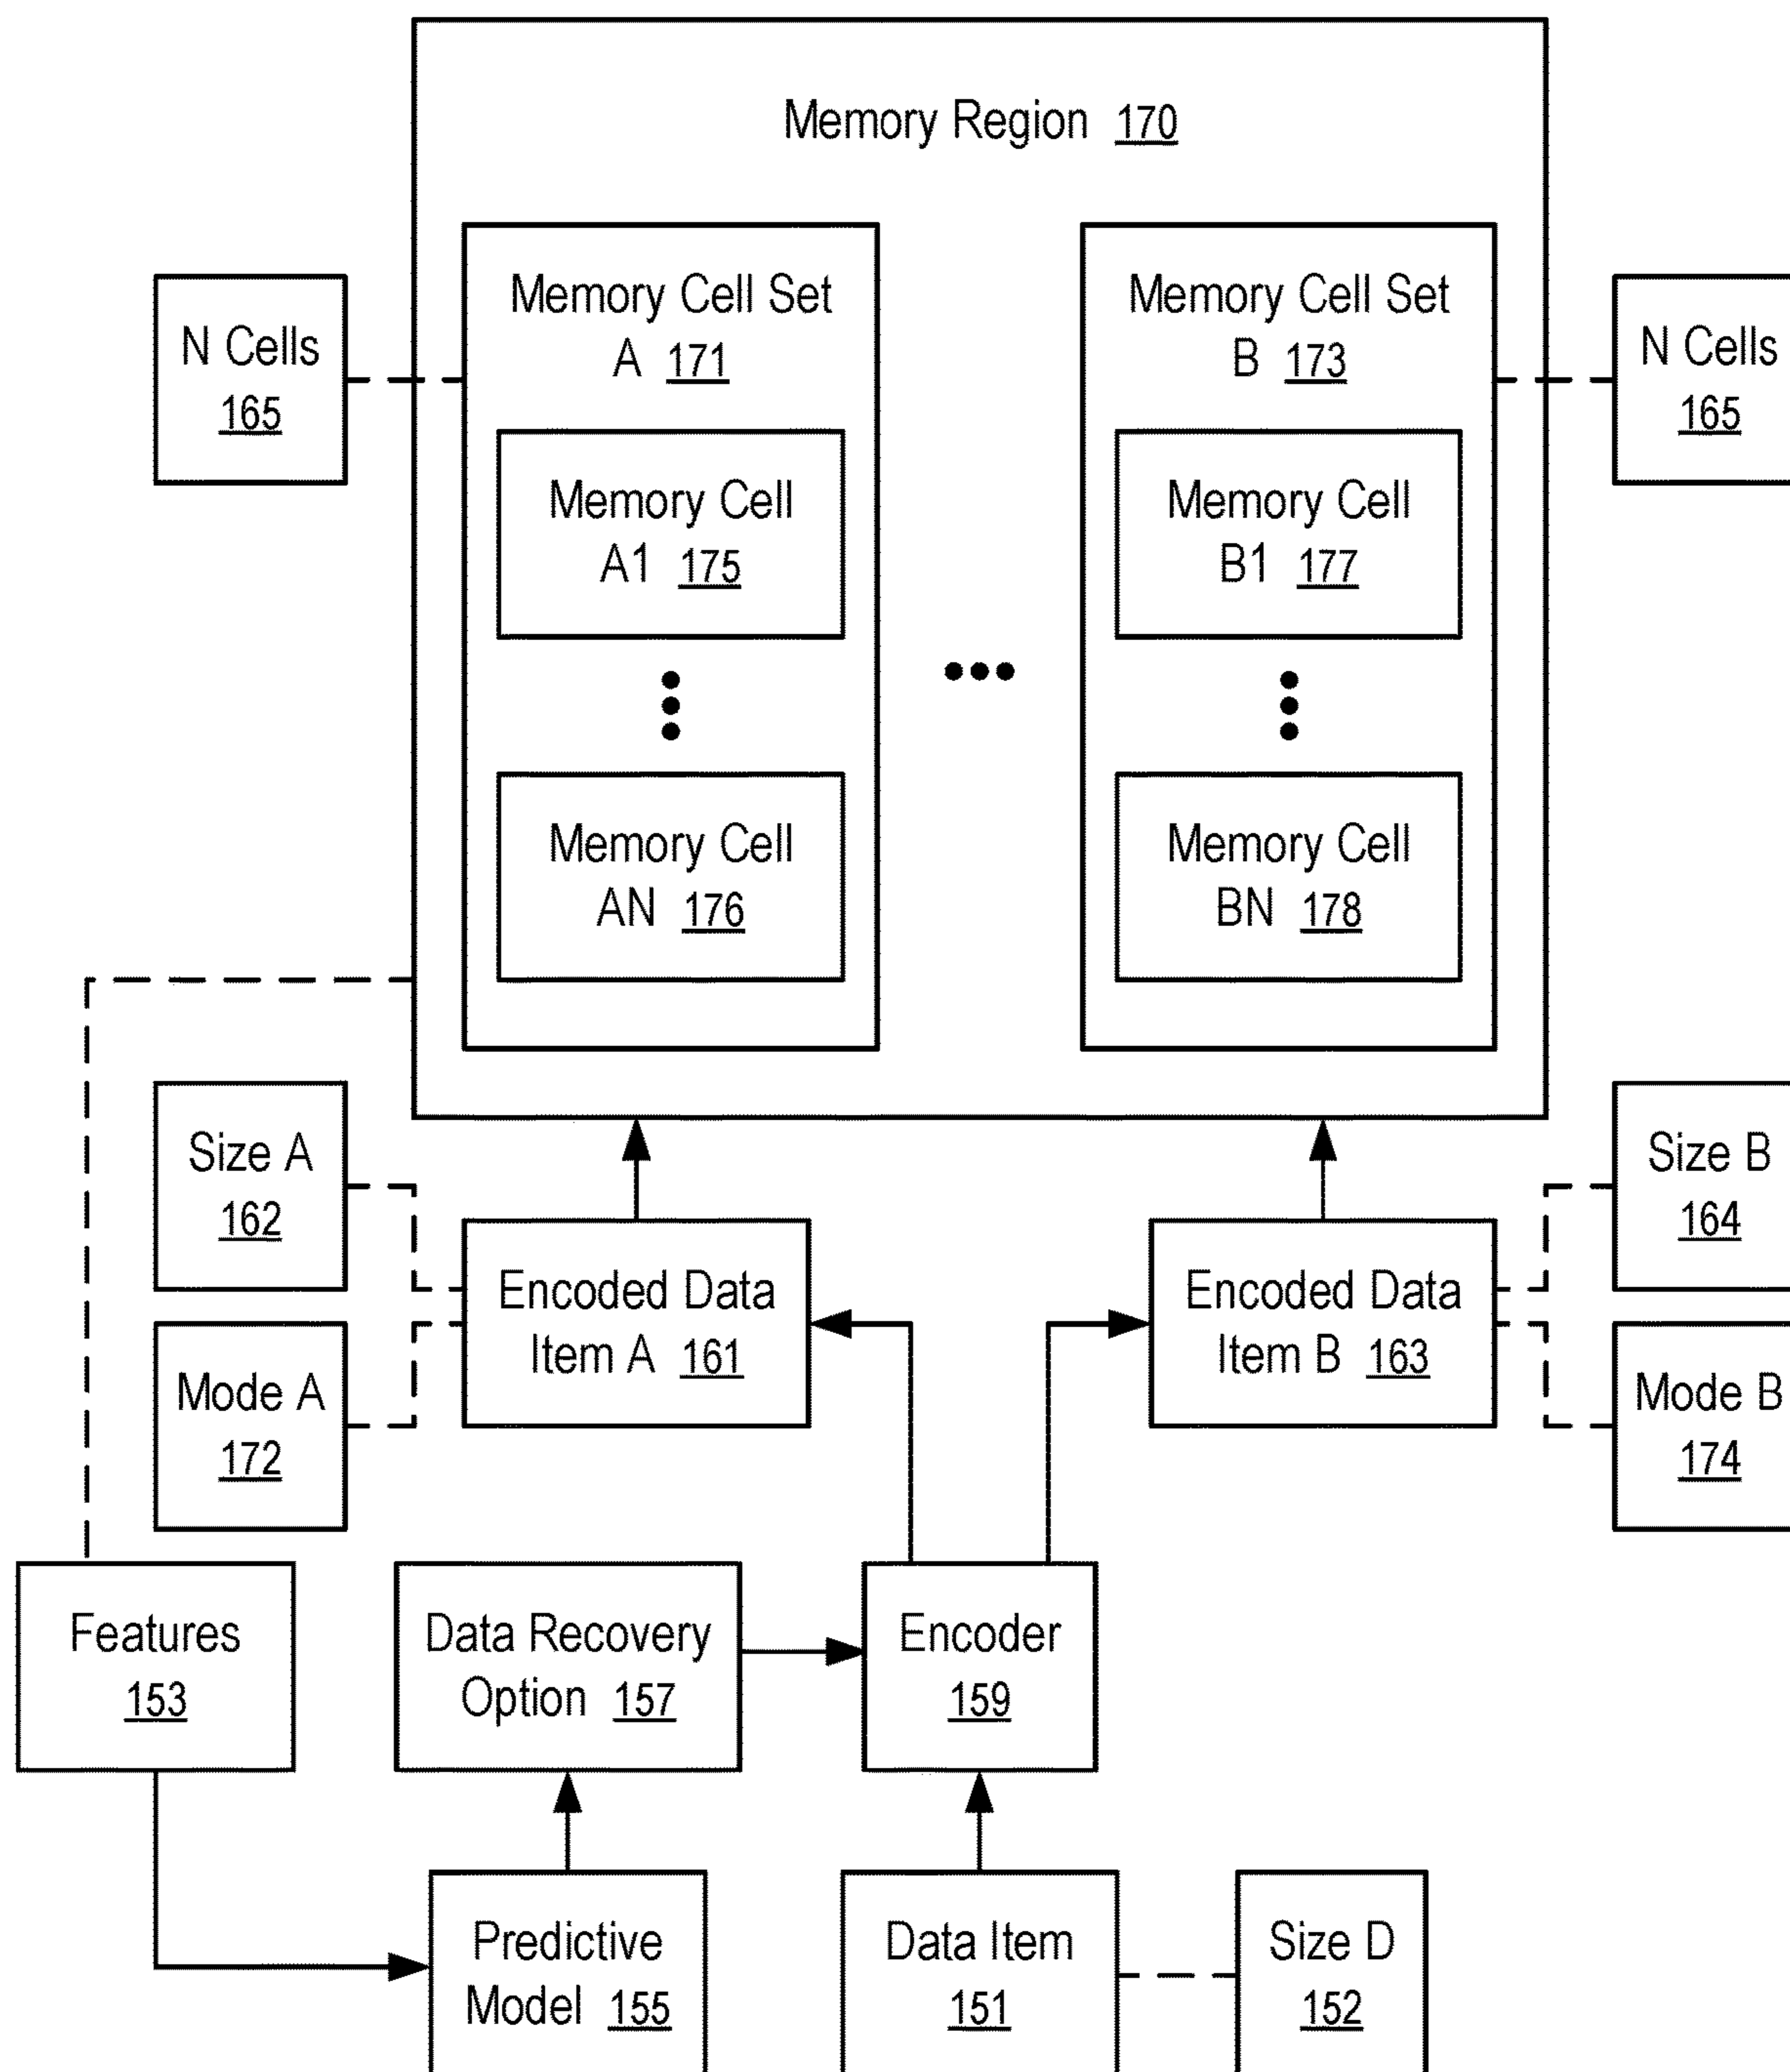 Memory Region 170
N Cells
165
Memory Cell Set
A 171
Memory Cell
A1 175
Memory Cell
AN 176
Memory Cell Set
B 173
Memory Cell
B1 177
Memory Cell
BN 178
N Cells
165
Size A
162
Mode A
172
Encoded Data
Item A 161
Encoded Data
Item B 163
Size B
164
Mode B
174
Features
153
Data Recovery
Option 157
Encoder
159
Predictive
Model 155
Data Item
151
Size D
152